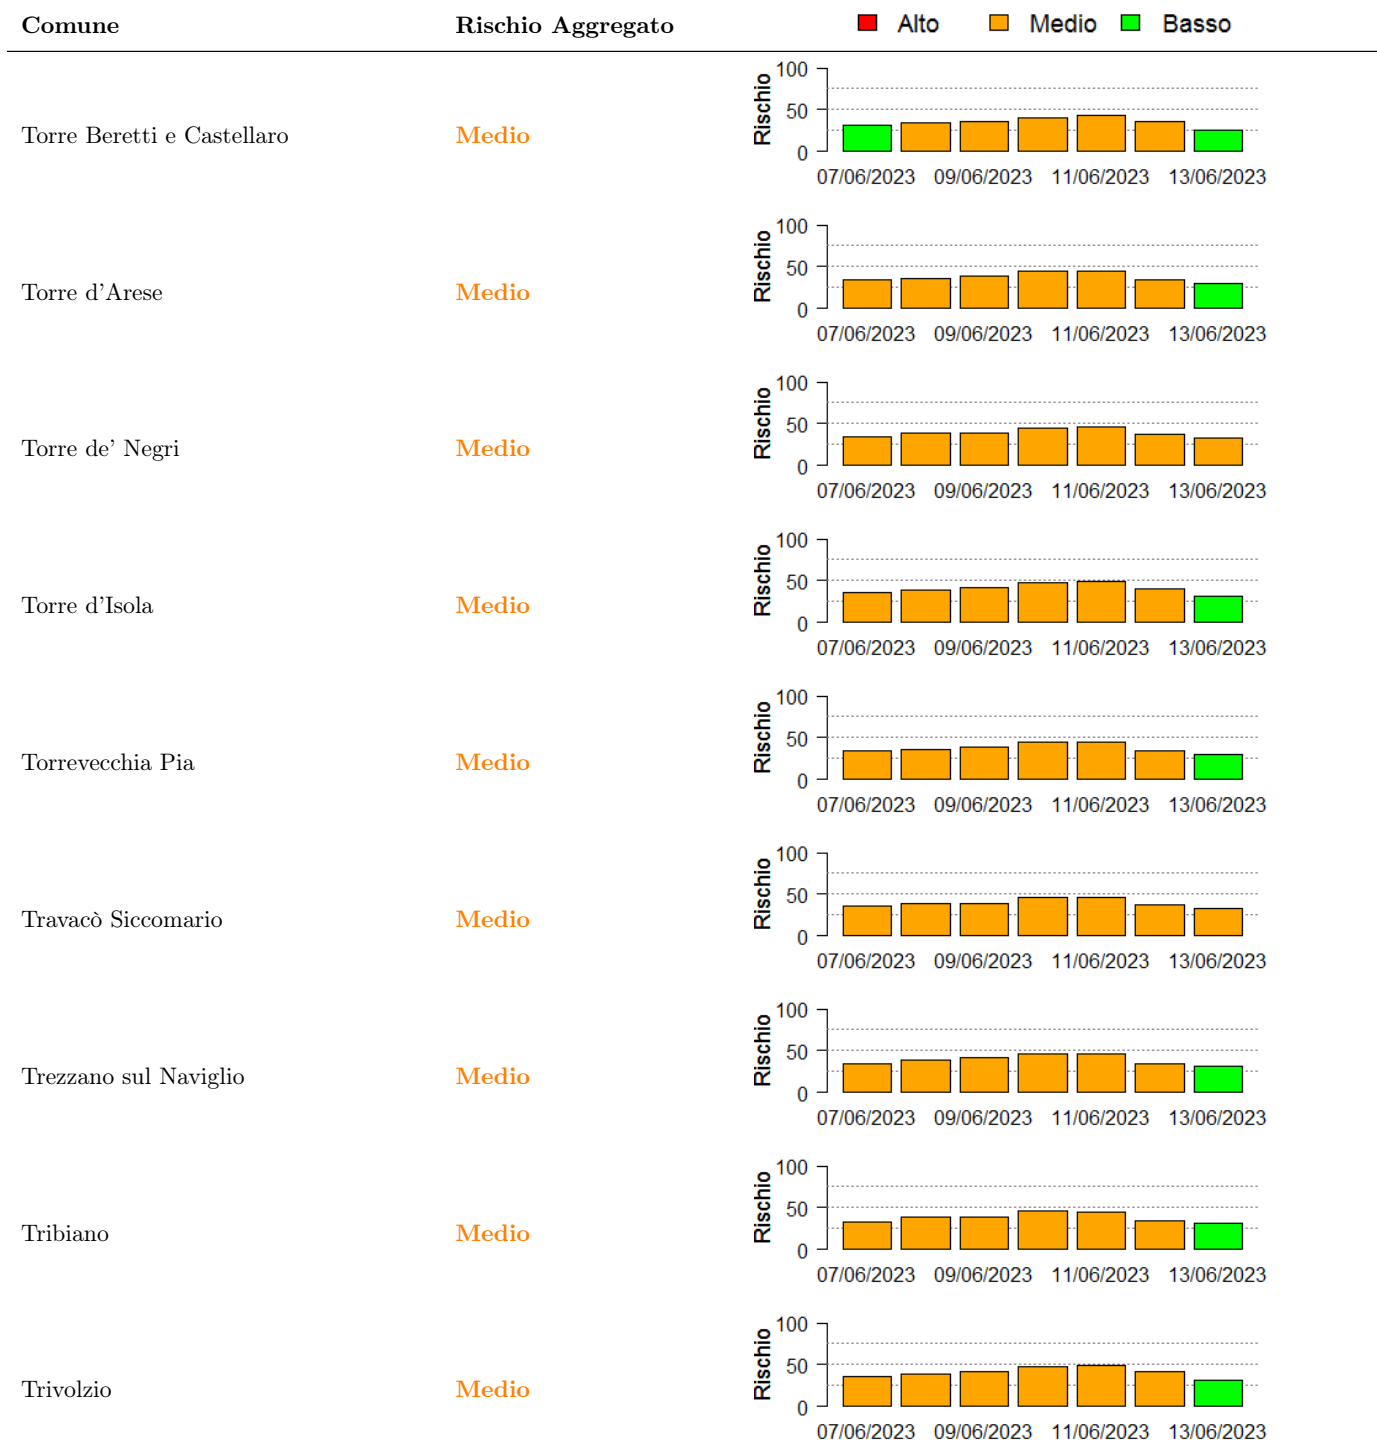 Comune Rischio Aggregato Alto Medio Basso
Torre Beretti e Castellaro Medio
Rischio
100
50
0
07/06/2023 09/06/2023 11/06/2023 13/06/2023
Torre d'Arese Medio
Rischio
100
50
0
07/06/2023 09/06/2023 11/06/2023 13/06/2023
Torre de' Negri Medio
Rischio
100
50
0
07/06/2023 09/06/2023 11/06/2023 13/06/2023
Torre d'Isola Medio
Rischio
100
50
0
07/06/2023 09/06/2023 11/06/2023 13/06/2023
Torrevecchia Pia Medio
Rischio
100
50
0
07/06/2023 09/06/2023 11/06/2023 13/06/2023
Travacò Siccomario Medio
Rischio
100
50
0
07/06/2023 09/06/2023 11/06/2023 13/06/2023
Trezzano sul Naviglio Medio
Rischio
100
50
0
07/06/2023 09/06/2023 11/06/2023 13/06/2023
Tribiano Medio
Rischio
100
50
0
07/06/2023 09/06/2023 11/06/2023 13/06/2023
Trivolzio Medio
Rischio
100
50
0
07/06/2023 09/06/2023 11/06/2023 13/06/2023